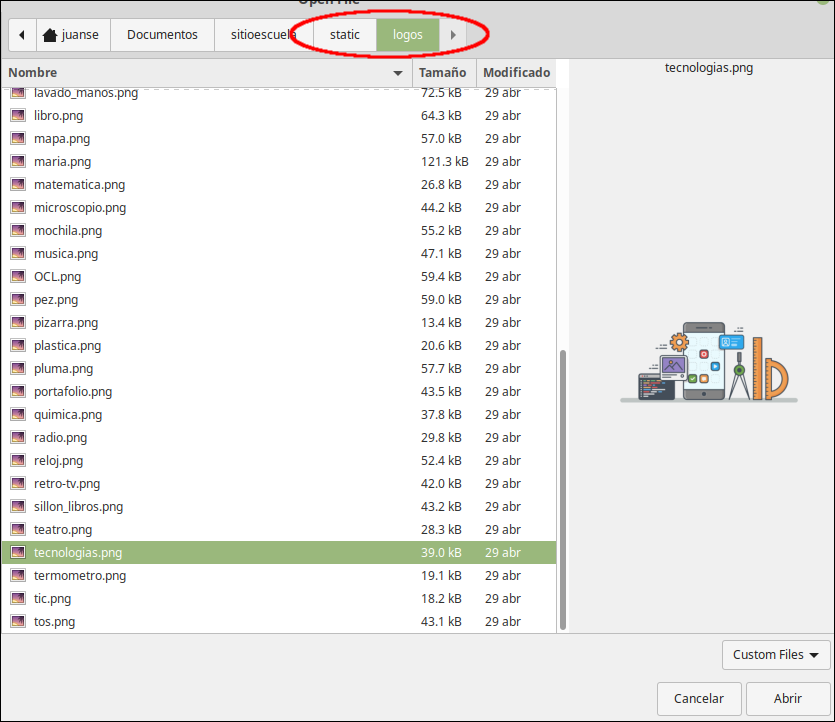 Open File
juanse Documentos sitioescuela static logos
Nombre Tamaño Modificado
tecnologias.png
lavado_manos.png 72.5 kB 29 abr
libro.png 64.3 kB 29 abr
mapa.png 57.0 kB 29 abr
maria.png 121.3 kB 29 abr
matematica.png 26.8 kB 29 abr
microscopio.png 44.2 kB 29 abr
mochila.png 55.2 kB 29 abr
musica.png 47.1 kB 29 abr
OCL.png 59.4 kB 29 abr
pez.png 59.0 kB 29 abr
pizarra.png 13.4 kB 29 abr
plastica.png 20.6 kB 29 abr
pluma.png 57.7 kB 29 abr
portafolio.png 43.5 kB 29 abr
quimica.png 37.8 kB 29 abr
radio.png 29.8 kB 29 abr
reloj.png 52.4 kB 29 abr
retro-tv.png 42.0 kB 29 abr
sillon_libros.png 43.2 kB 29 abr
teatro.png 28.3 kB 29 abr
tecnologias.png 39.0 kB 29 abr
termometro.png 19.1 kB 29 abr
tic.png 18.2 kB 29 abr
tos.png 43.1 kB 29 abr
Custom Files
Cancelar Abrir